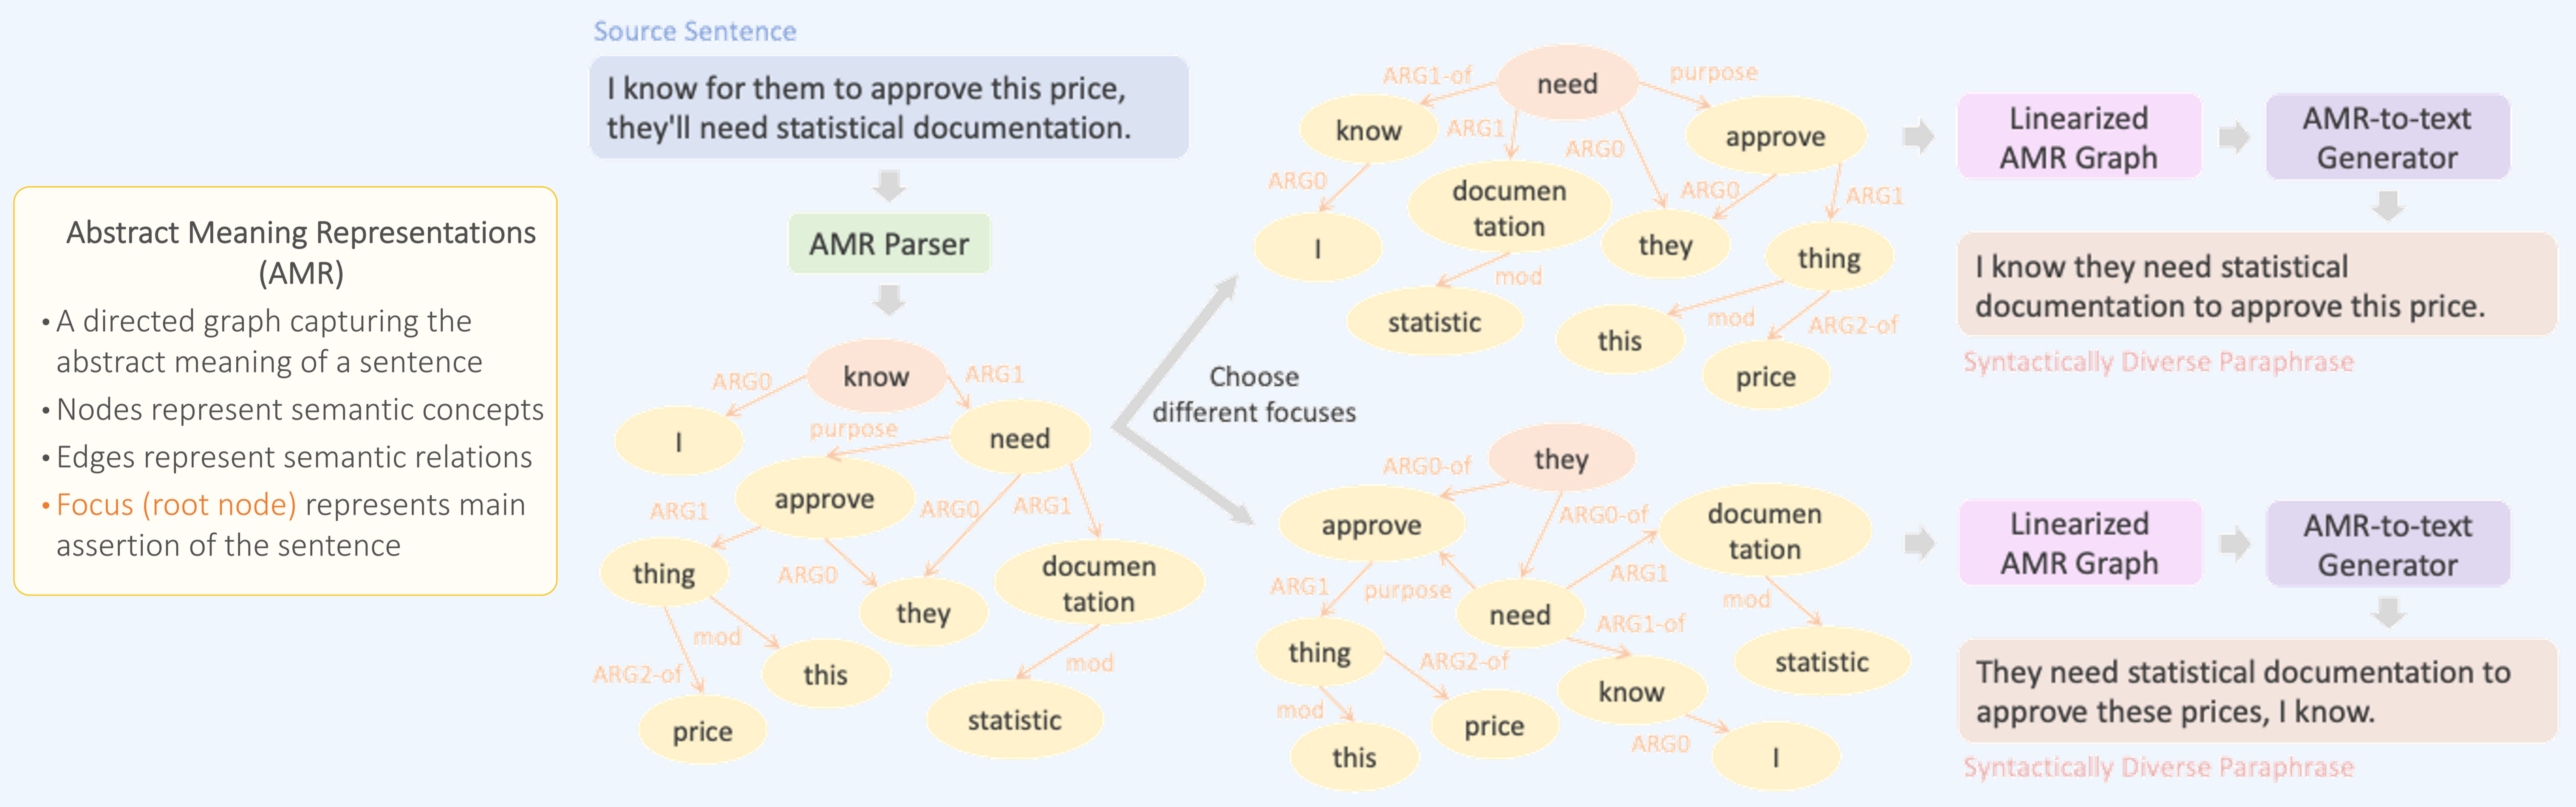 Abstract Meaning Representations
(AMR)
• A directed graph capturing the
abstract meaning of a sentence
• Nodes represent semantic concepts
• Edges represent semantic relations
• Focus (root node) represents main
assertion of the sentence
Source Sentence
I know for them to approve this price,
they'll need statistical documentation.
AMR Parser
know
ARG0
ARG1
I
purpose
need
approve
ARG1
ARG0
ARG1
thing
ARG0
they
documen
tation
mod
ARG2-of
this
mod
price
statistic
Choose
different focuses
need
ARG1-of
purpose
know
ARG1
ARG0
approve
ARG0
documen
tation
ARG0
ARG1
I
they
thing
mod
statistic
this
mod
ARG2-of
price
Linearized
AMR Graph
AMR-to-text
Generator
I know they need statistical
documentation to approve this price.
Syntactically Diverse Paraphrase
they
ARG0-of
approve
ARG0-of
documen
tation
ARG1
purpose
need
ARG1
mod
thing
ARG2-of
ARG1-of
statistic
mod
this
price
know
ARG0
I
Linearized
AMR Graph
AMR-to-text
Generator
They need statistical documentation to
approve these prices, I know.
Syntactically Diverse Paraphrase